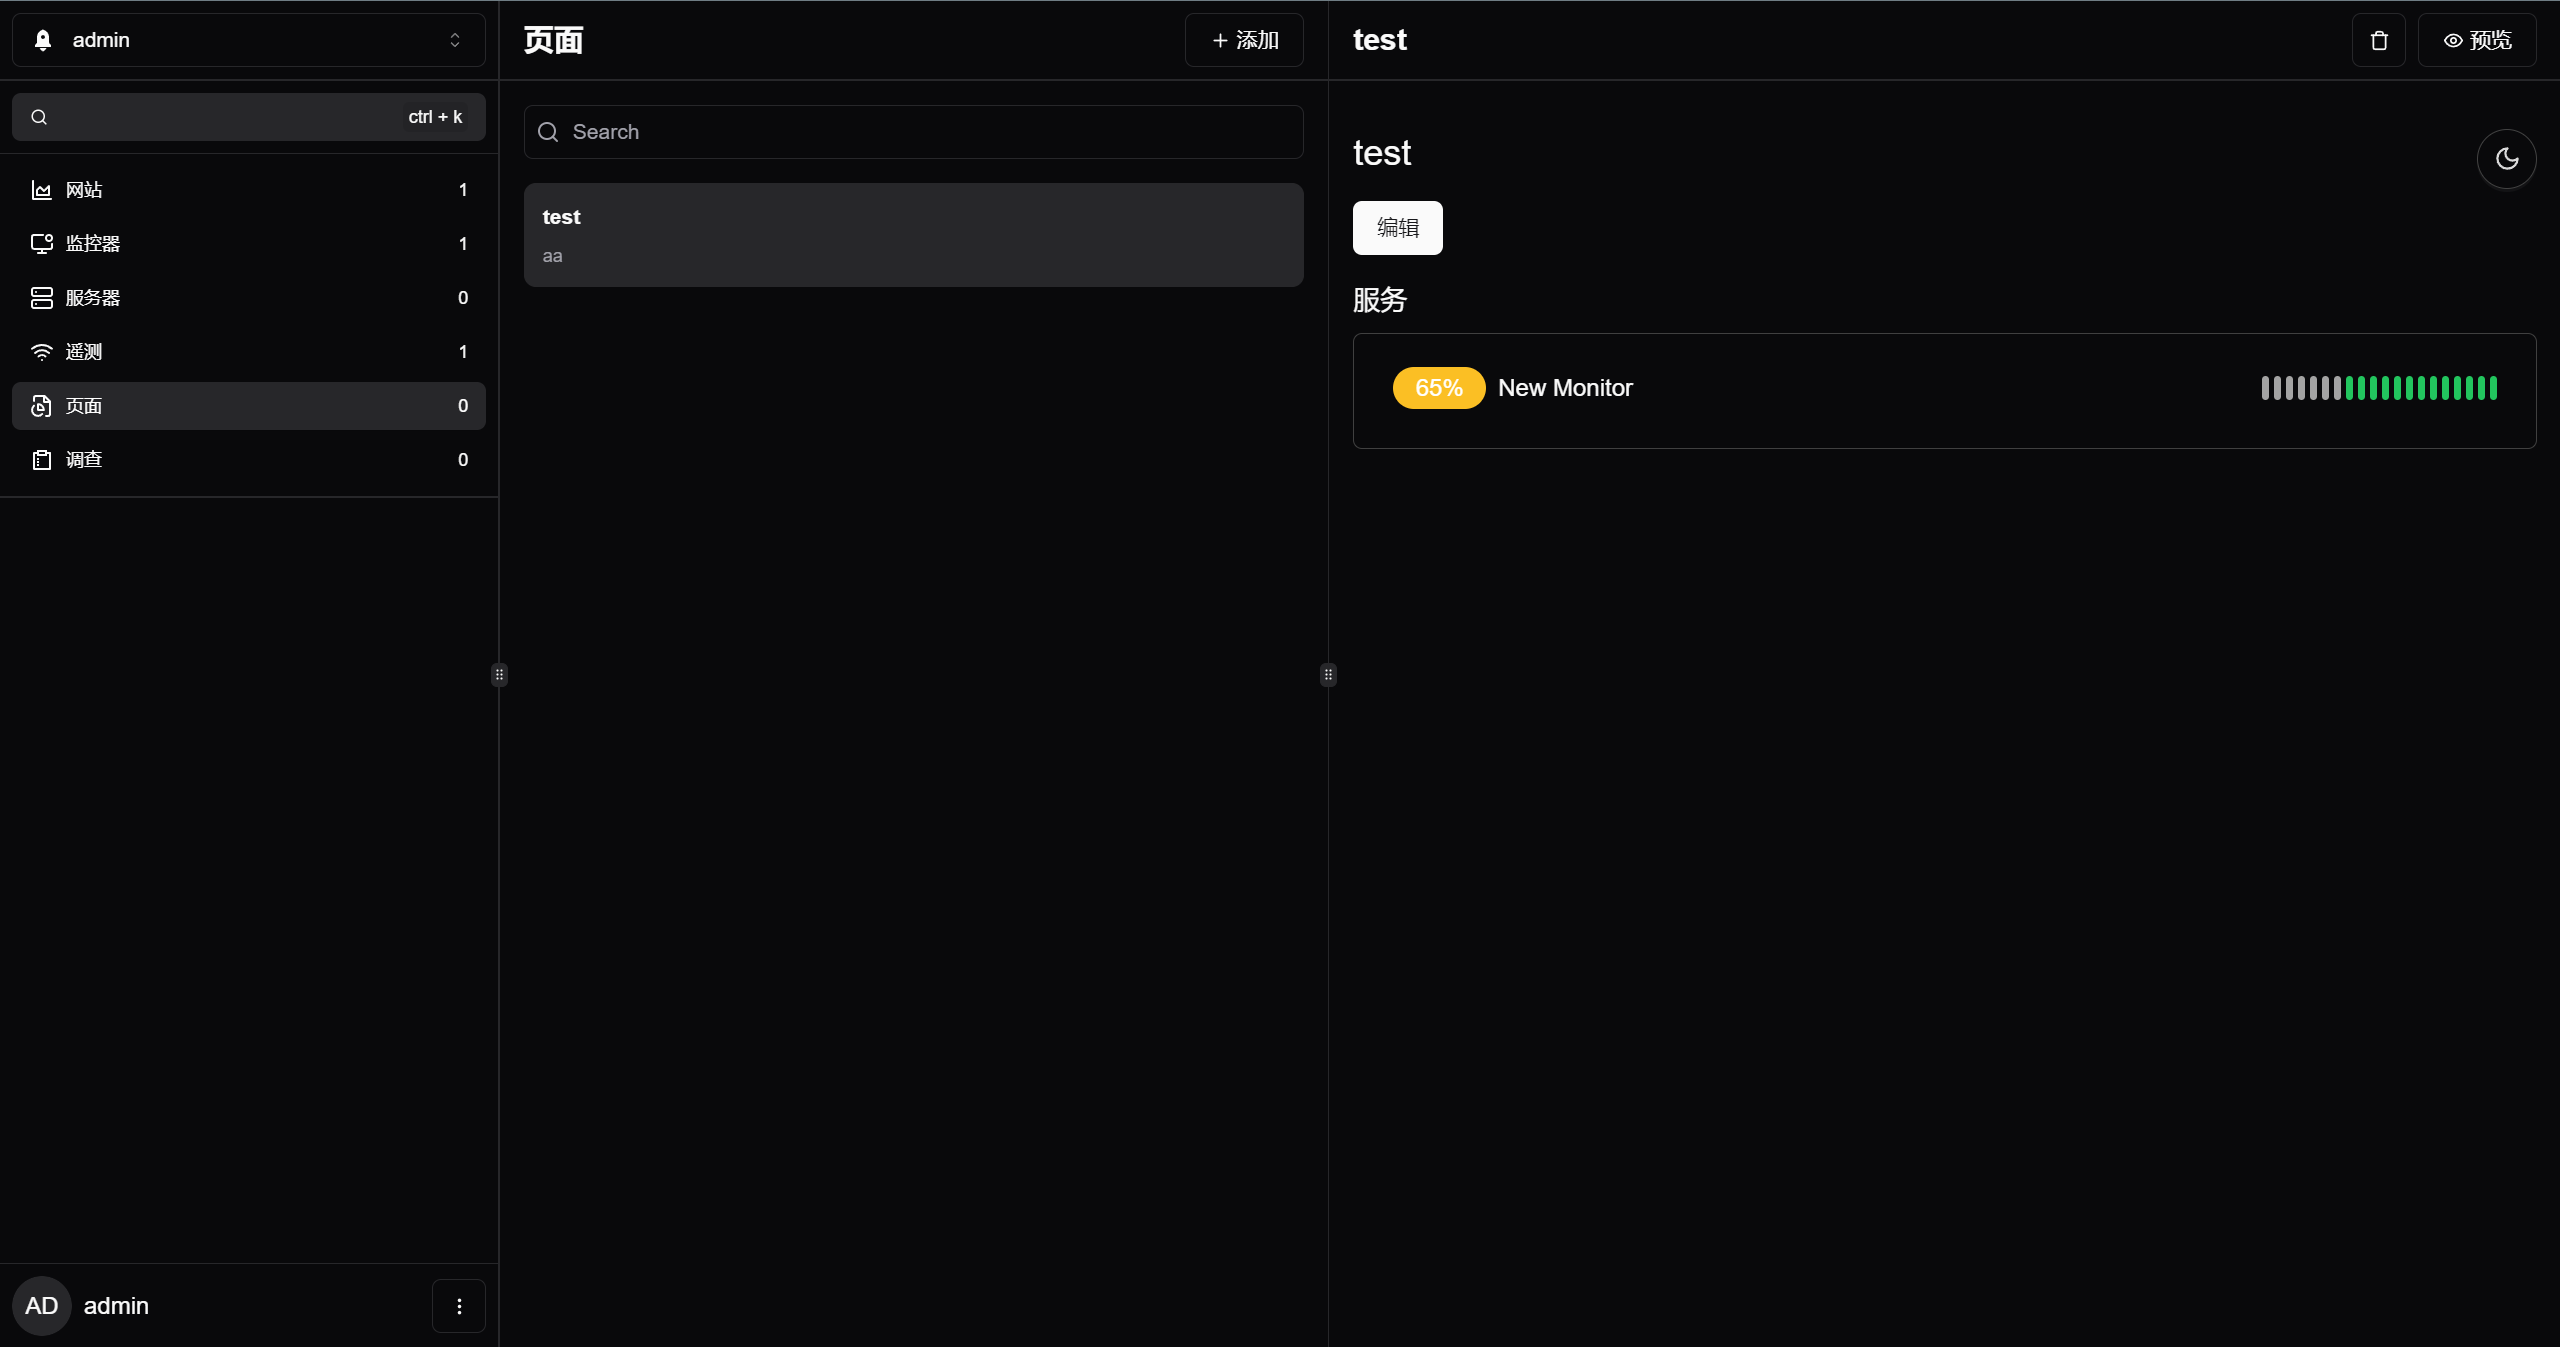 admin
ctrl + k
网站 1
监控器 1
服务器 0
遥测 1
页面 0
调查 0
AD admin
页面
添加
Search
test
aa
test
预览
test
编辑
服务
65% New Monitor